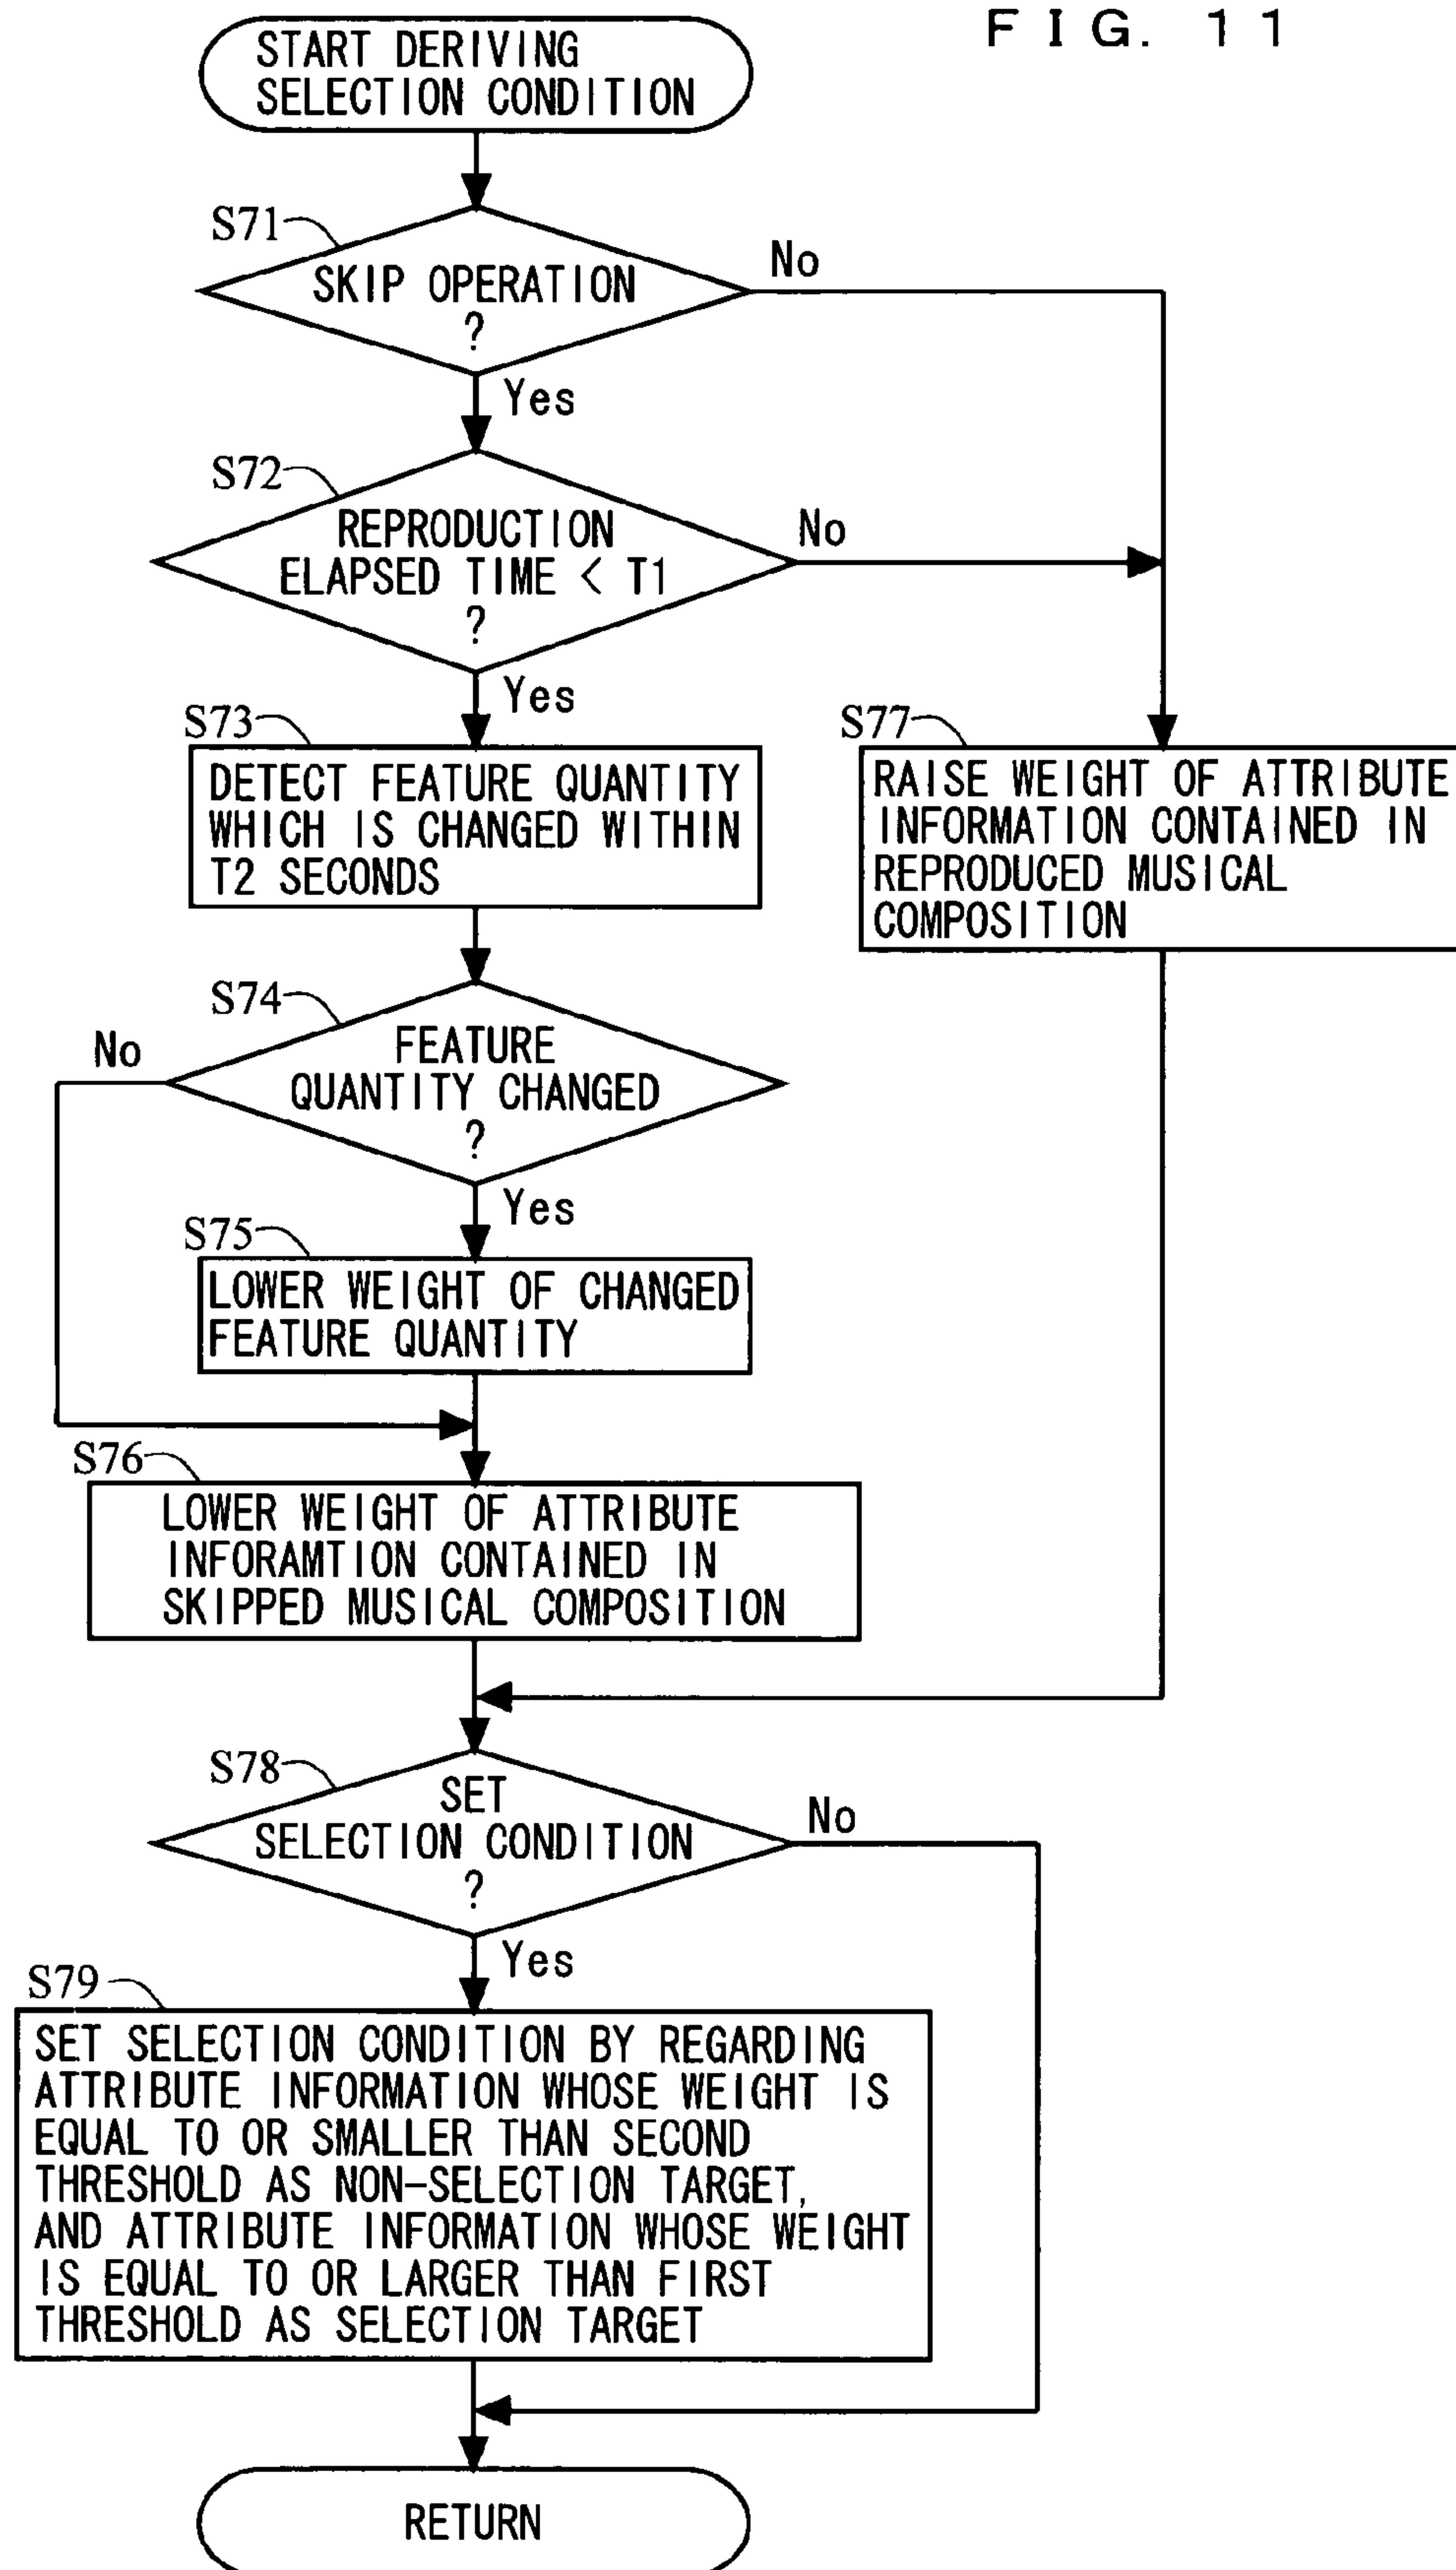 FIG. 11
START DERIVING
SELECTION CONDITION
S71
SKIP OPERATION
?
No
Yes
S72
REPRODUCTION
ELAPSED TIME < T1
?
No
Yes
S73
DETECT FEATURE QUANTITY
WHICH IS CHANGED WITHIN
T2 SECONDS
S77
RAISE WEIGHT OF ATTRIBUTE
INFORMATION CONTAINED IN
REPRODUCED MUSICAL
COMPOSITION
S74
FEATURE
QUANTITY CHANGED
?
No
Yes
S75
LOWER WEIGHT OF CHANGED
FEATURE QUANTITY
S76
LOWER WEIGHT OF ATTRIBUTE
INFORAMTION CONTAINED IN
SKIPPED MUSICAL COMPOSITION
S78
SET
SELECTION CONDITION
?
No
Yes
S79
SET SELECTION CONDITION BY REGARDING
ATTRIBUTE INFORMATION WHOSE WEIGHT IS
EQUAL TO OR SMALLER THAN SECOND
THRESHOLD AS NON-SELECTION TARGET,
AND ATTRIBUTE INFORMATION WHOSE WEIGHT
IS EQUAL TO OR LARGER THAN FIRST
THRESHOLD AS SELECTION TARGET
RETURN